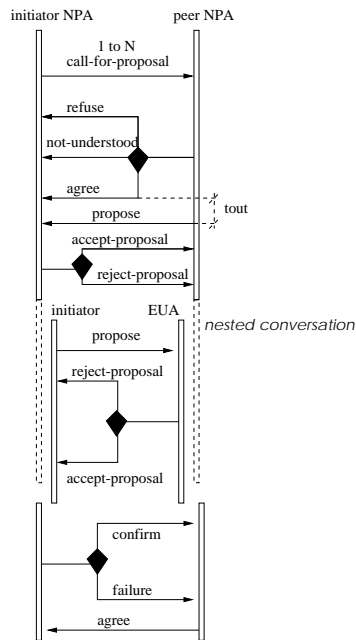 initiator NPA
peer NPA
1 to N
call-for-proposal
refuse
not-understood
agree
propose
tout
accept-proposal
reject-proposal
initiator
EUA
nested conversation
propose
reject-proposal
accept-proposal
confirm
failure
agree